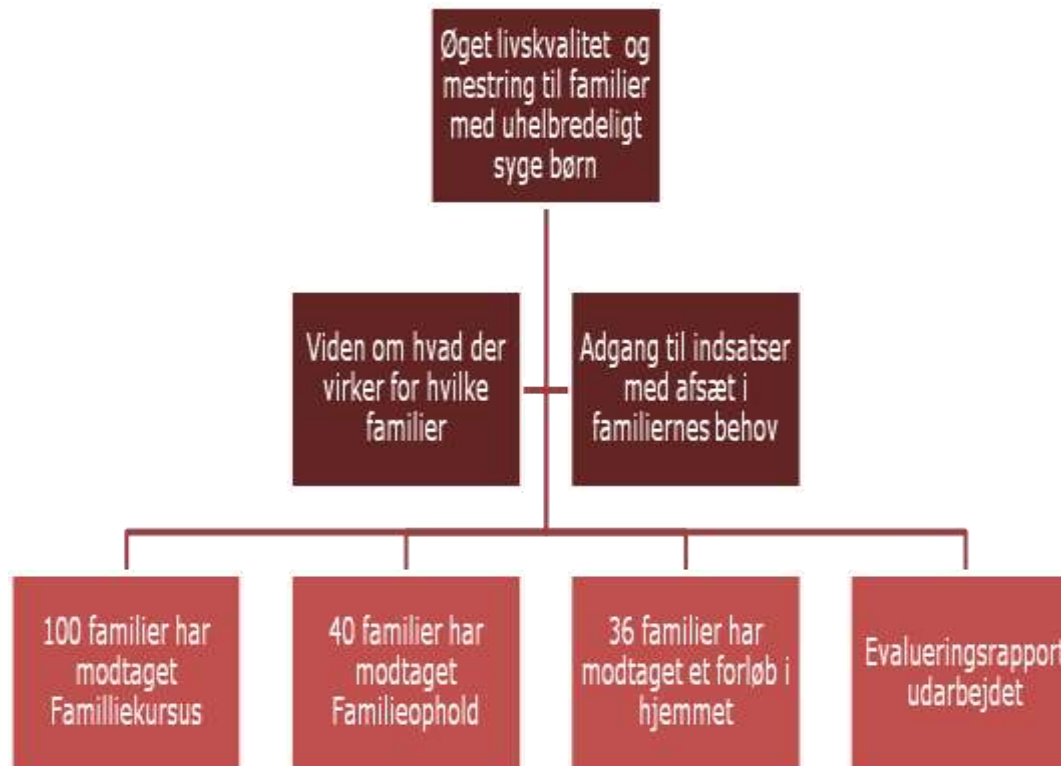 Øget livskvalitet og
mestring til familier
med uhelbredeligt
syge børn
Viden om hvad der
virker for hvilke
familier
Adgang til indsatser
med afsæt i
familiernes behov
100 familier har
modtaget
Familliekursus
40 familier har
modtaget
Familieophold
36 familier har
modtaget et forløb i
hjemmet
Evalueringsrapport
udarbejdet